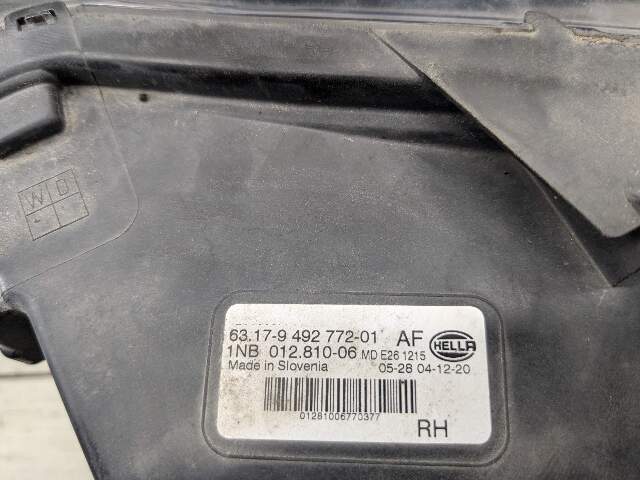 W D
63.17-9 492 772-01 AF HELLA
1NB 012.810-06 MD E26 1215
Made in Slovenia 05-28 04-12-20
01281006770377
RH